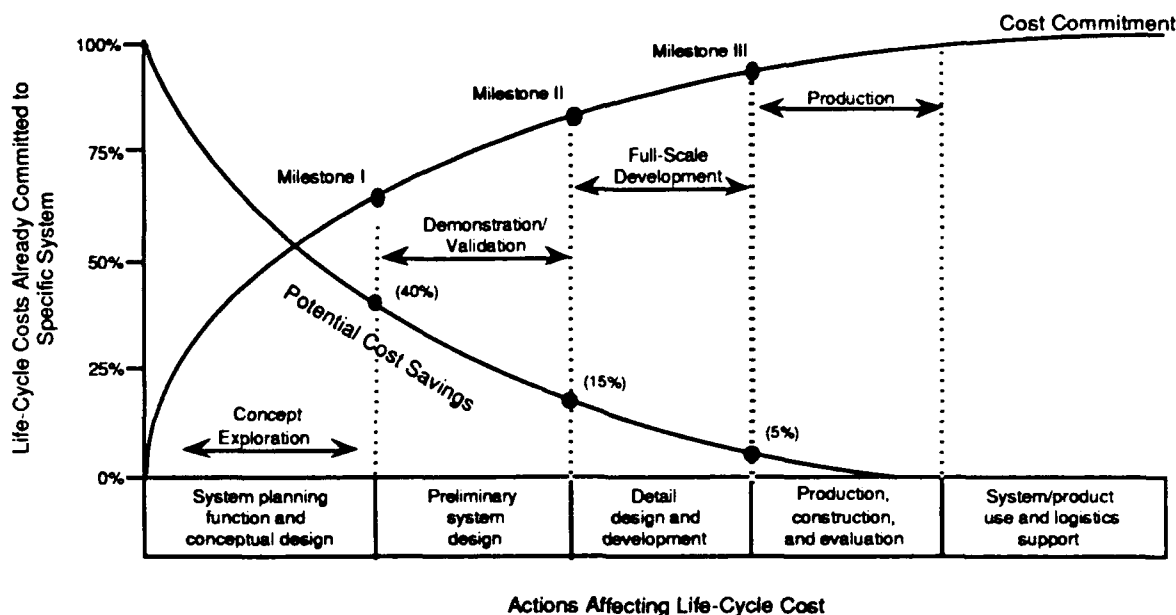 Cost Commitment
100%
Milestone III
Milestone II
Production
75%
Full-Scale
Development
Milestone I
Demonstration/
Validation
50%
(40%)
Potential Cost Savings
25%
(15%)
Concept
Exploration
(5%)
0%
Life-Cycle Costs Already Committed to
Specific System
System planning
function and
conceptual design
Preliminary
system
design
Detail
design and
development
Production,
construction,
and evaluation
System/product
use and logistics
support
Actions Affecting Life-Cycle Cost